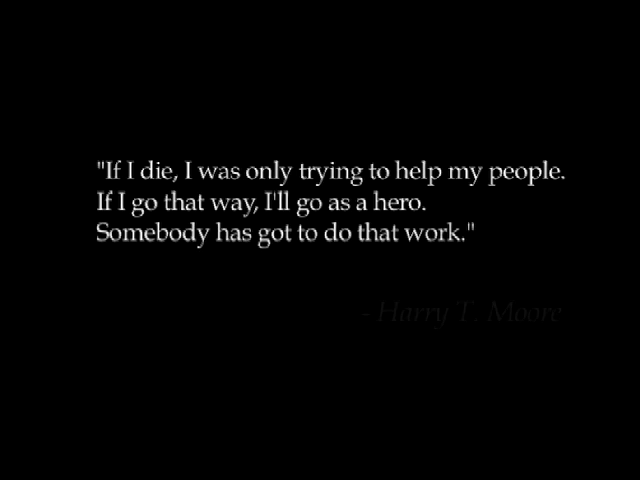 "If I die, I was only trying to help my people.
If I go that way, I'll go as a hero.
Somebody has got to do that work."
- Harry T. Moore